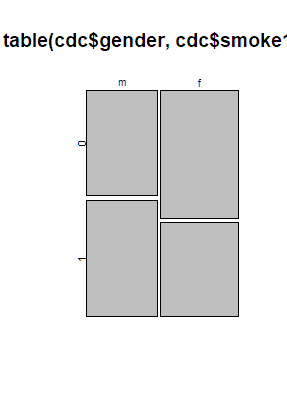 table(cdc$gender, cdc$smoke1
m f
0
1